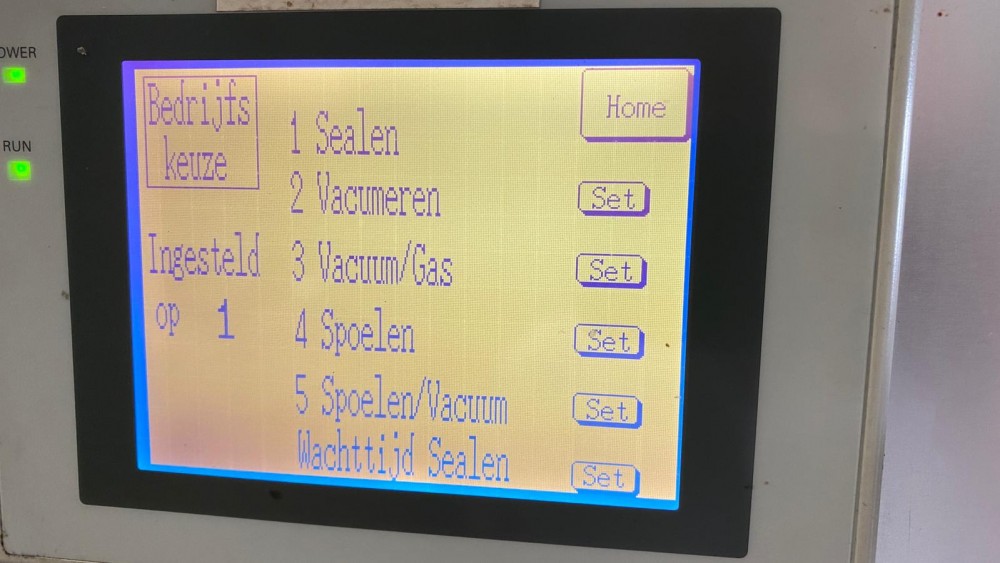 POWER
RUN
Bedrijfs
keuze
Ingesteld
op 1
Home
1 Sealen
2 Vacumeren Set
3 Vacuum/Gas Set
4 Spoelen Set
5 Spoelen/Vacuum Set
Wachttijd Sealen Set